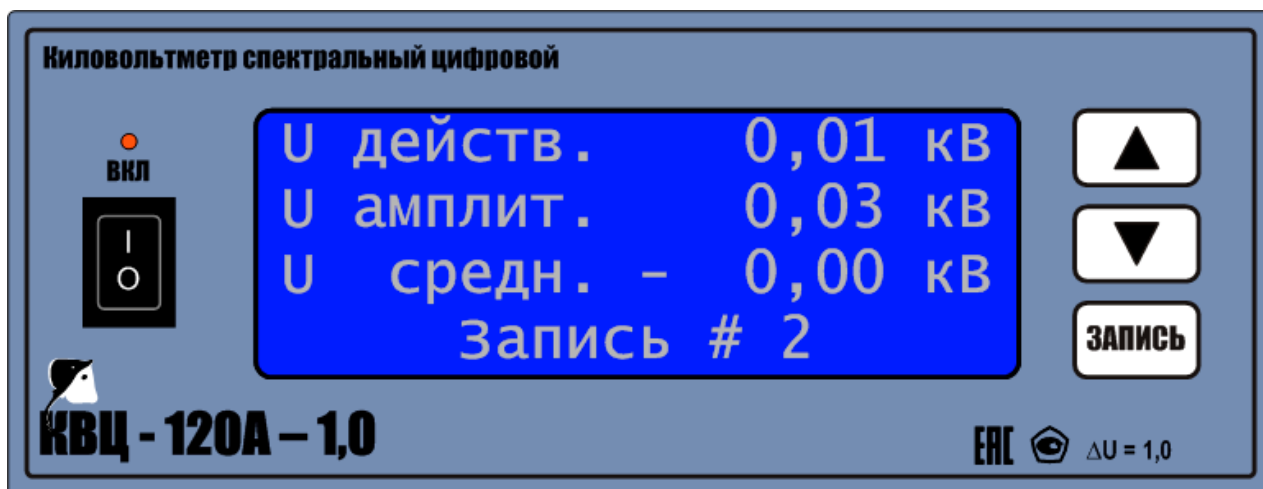 Киловольтметр спектральный цифровой
ВКЛ
I
O
U действ. 0,01 кВ
U амплит. 0,03 кВ
U средн. - 0,00 кВ
Запись # 2
▲
▼
ЗАПИСЬ
КВЦ - 120А – 1,0
ЕАС
ΔU = 1,0